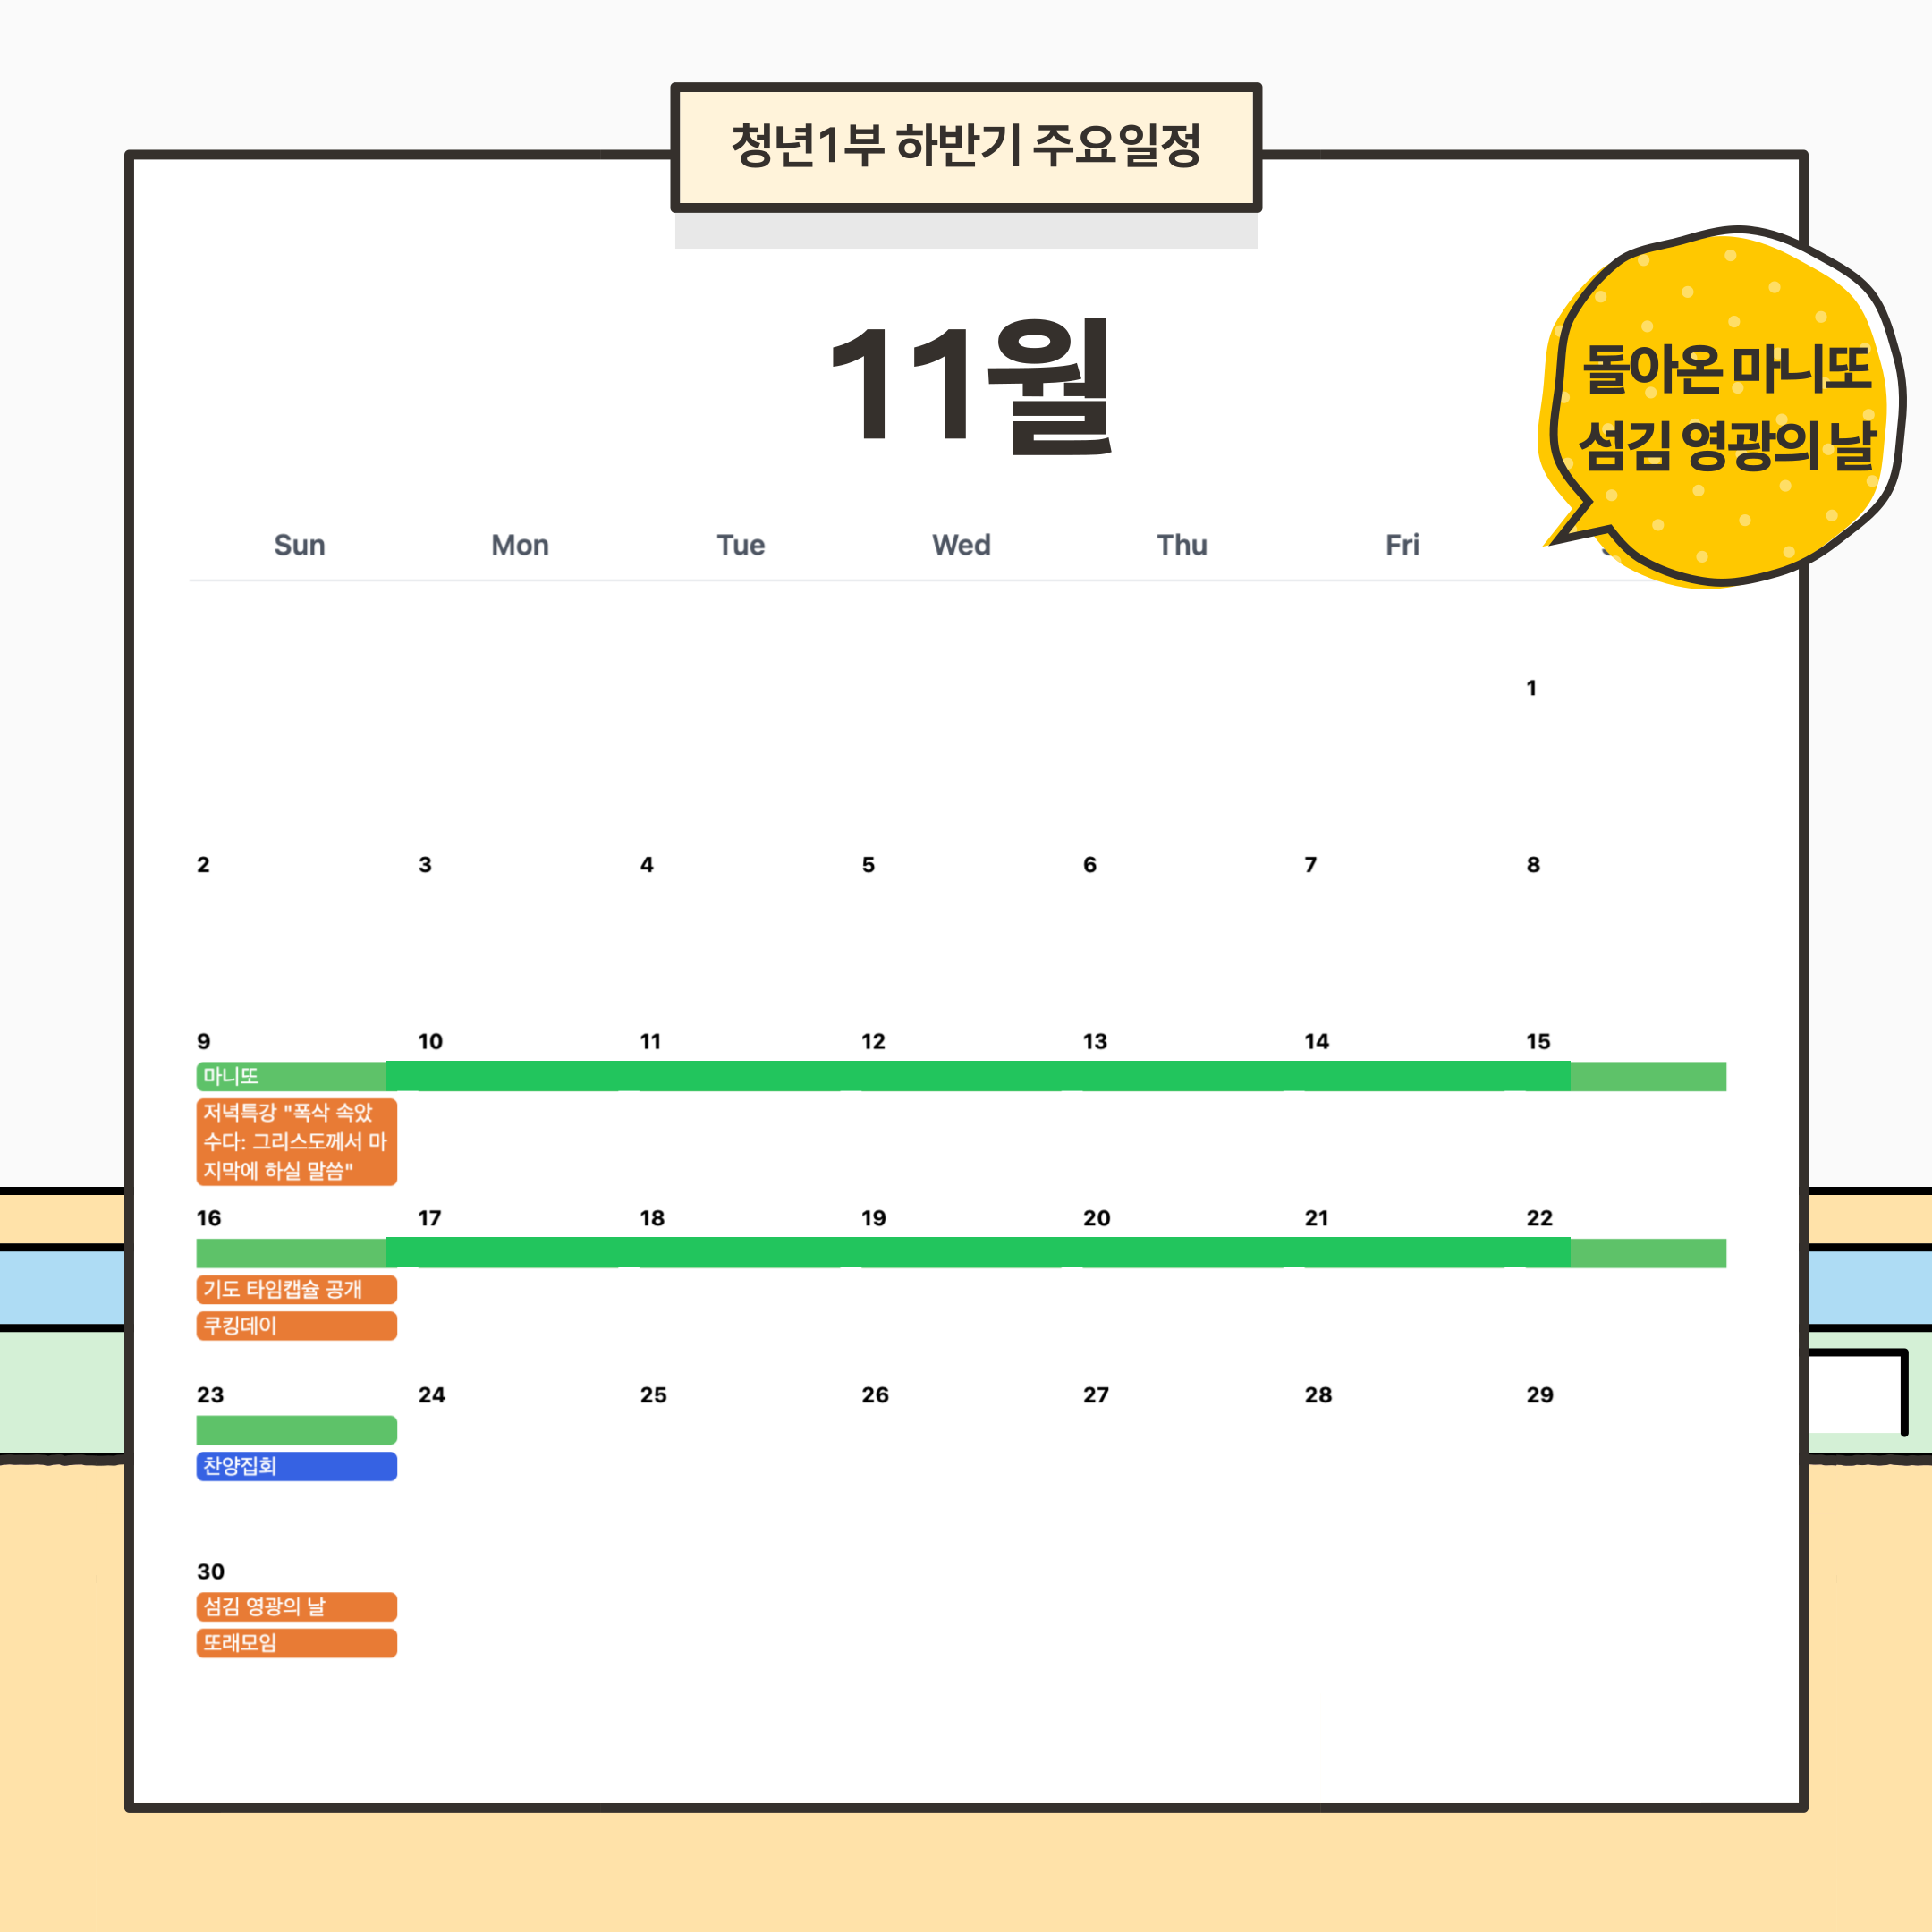 청년1부 하반기 주요일정
11월
돌아온 마니또
섬김 영광의 날
Sun Mon Tue Wed Thu Fri
1
2 3 4 5 6 7 8
9 10 11 12 13 14 15
마니또
저녁특강 "폭삭 속았
수다: 그리스도께서 마
지막에 하실 말씀"
16 17 18 19 20 21 22
기도 타임캡슐 공개
쿠킹데이
23 24 25 26 27 28 29
찬양집회
30
섬김 영광의 날
또래모임